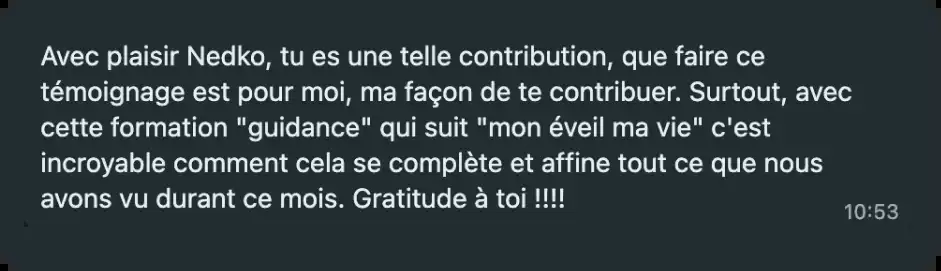 Avec plaisir Nedko, tu es une telle contribution, que faire ce
témoignage est pour moi, ma façon de te contribuer. Surtout, avec
cette formation "guidance" qui suit "mon éveil ma vie" c'est
incroyable comment cela se complète et affine tout ce que nous
avons vu durant ce mois. Gratitude à toi !!!!
10:53